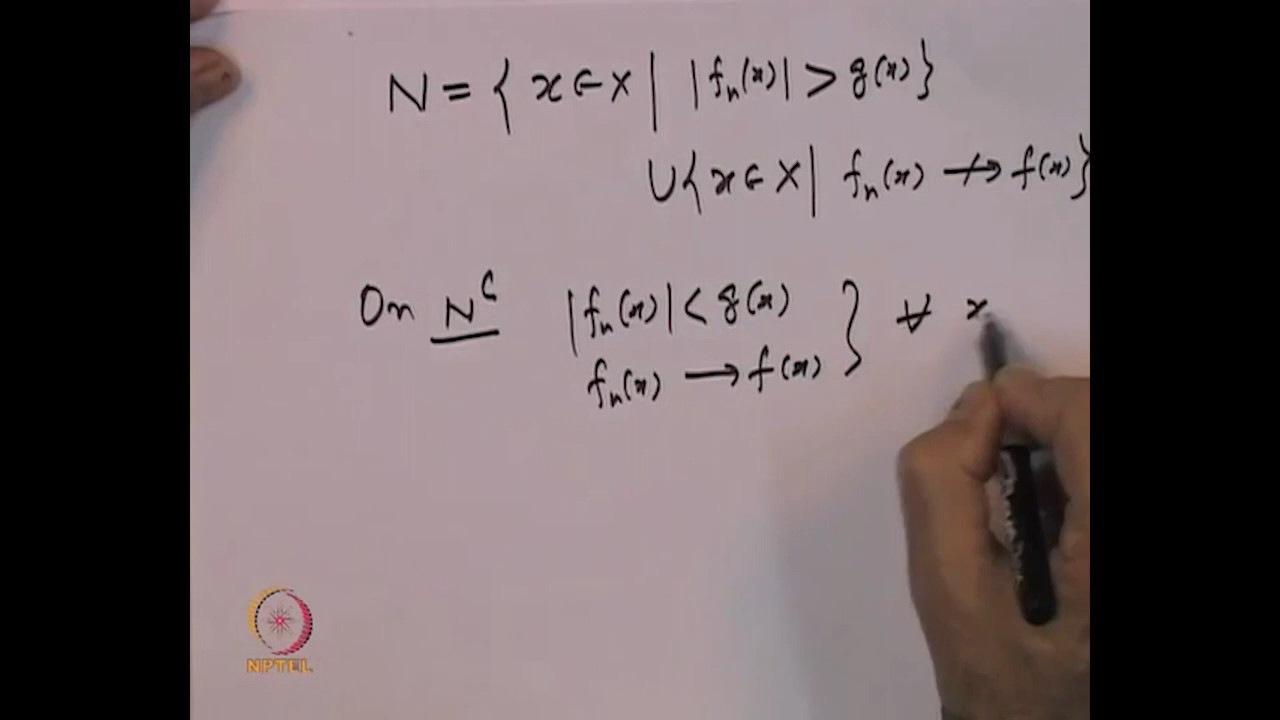 N = { x ∈ X | |fₙ(x)| > g(x) }
∪ { x ∈ X | fₙ(x) ↛ f(x) }
On Nᶜ |fₙ(x)| < g(x) } ∀ x
fₙ(x) → f(x)
NPTEL